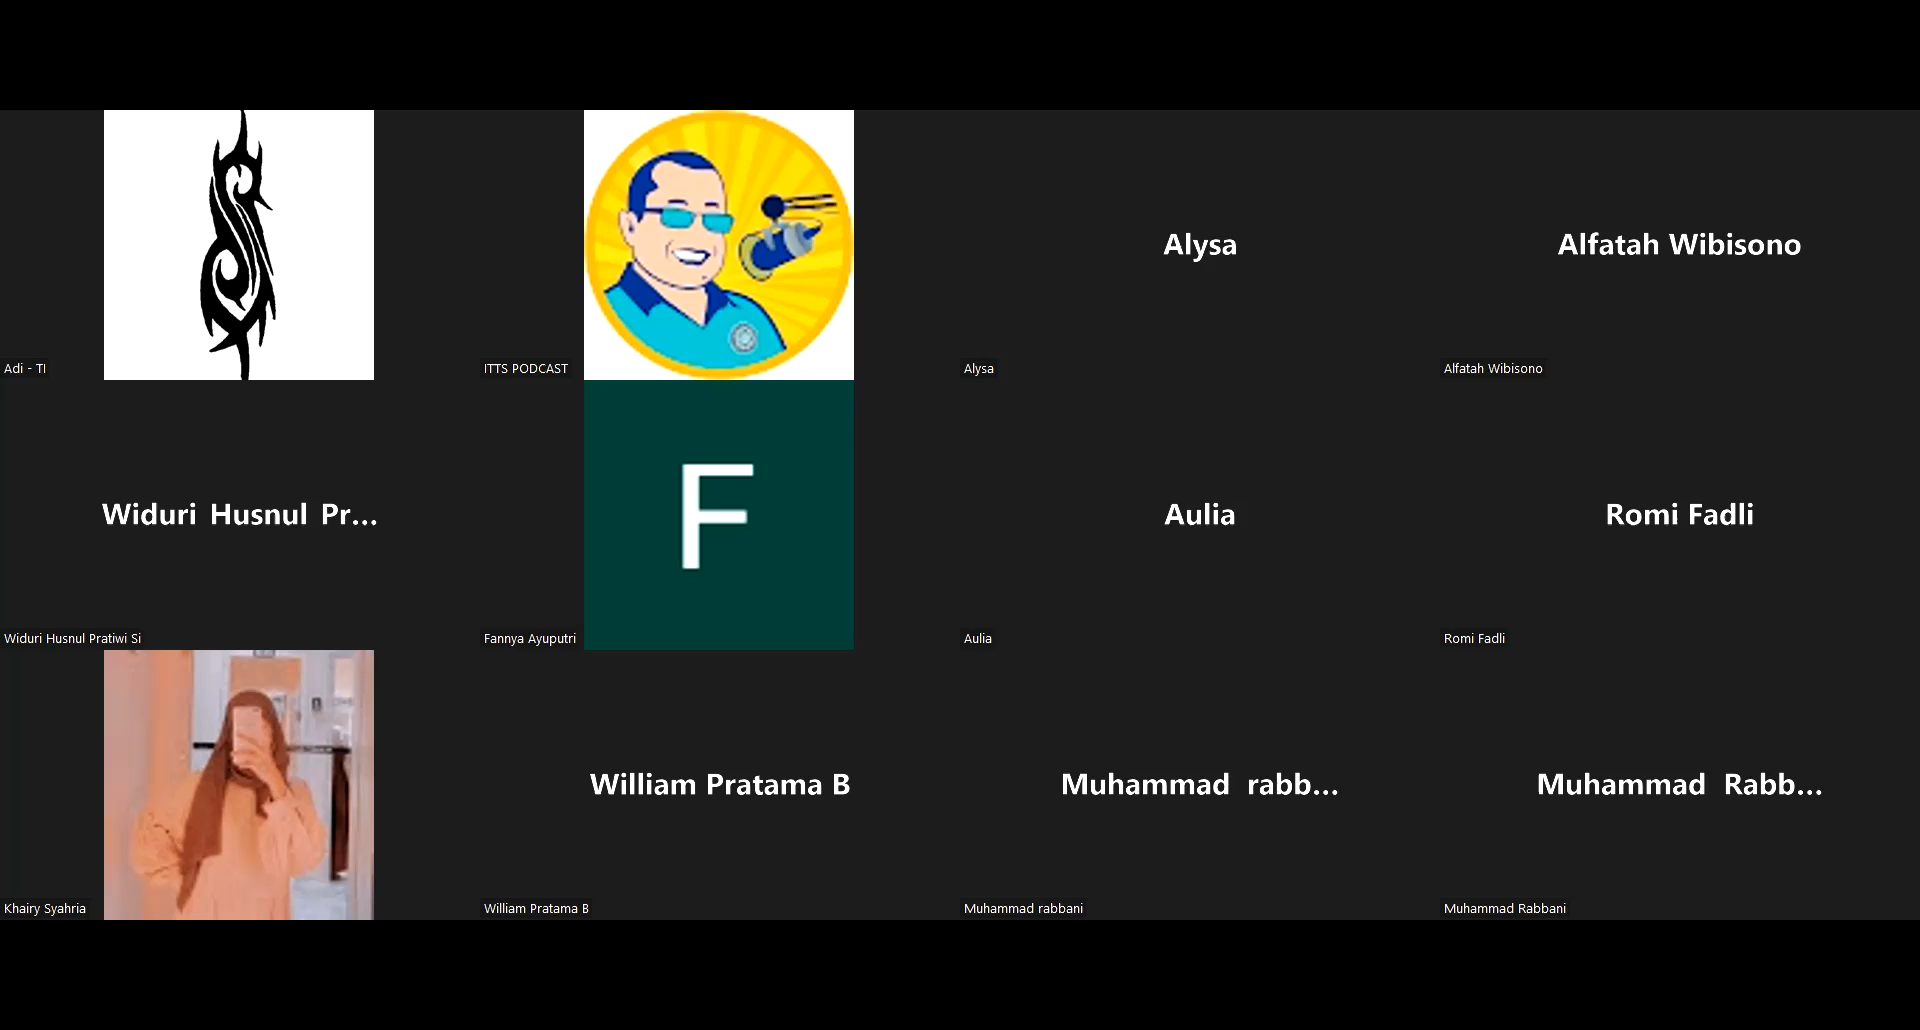 Adi - TI
ITTS PODCAST
Alysa
Alysa
Alfatah Wibisono
Alfatah Wibisono
Widuri Husnul Pr...
Widuri Husnul Pratiwi Si
F
Fannya Ayuputri
Aulia
Aulia
Romi Fadli
Romi Fadli
Khairy Syahria
William Pratama B
William Pratama B
Muhammad rabb...
Muhammad rabbani
Muhammad Rabb...
Muhammad Rabbani